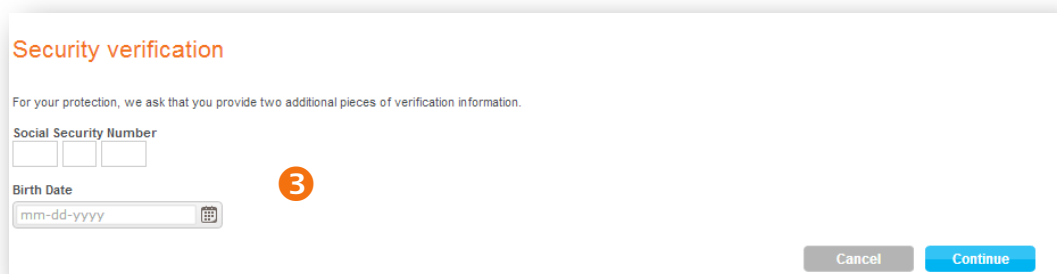 Security verification
For your protection, we ask that you provide two additional pieces of verification information.
Social Security Number
3
Birth Date
mm-dd-yyyy
Cancel Continue